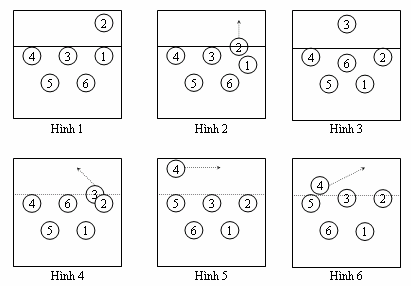 2
4 3 1
5 6
Hình 1
2
4 3 1
5 6
Hình 2
3
4 6 2
5 1
Hình 3
3
4 6 2
5 1
Hình 4
4
5 3 2
6 1
Hình 5
4
5 3 2
6 1
Hình 6